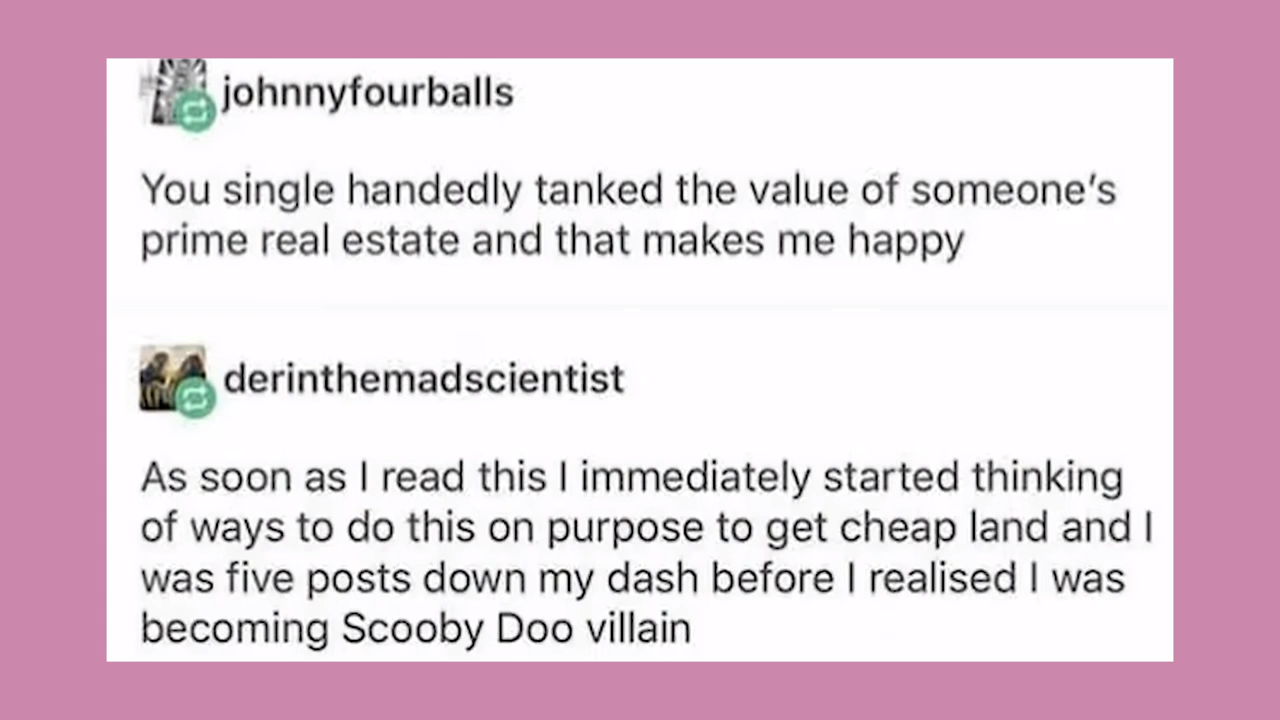 johnnyfourballs
You single handedly tanked the value of someone’s
prime real estate and that makes me happy
derinthemadscientist
As soon as I read this I immediately started thinking
of ways to do this on purpose to get cheap land and I
was five posts down my dash before I realised I was
becoming Scooby Doo villain